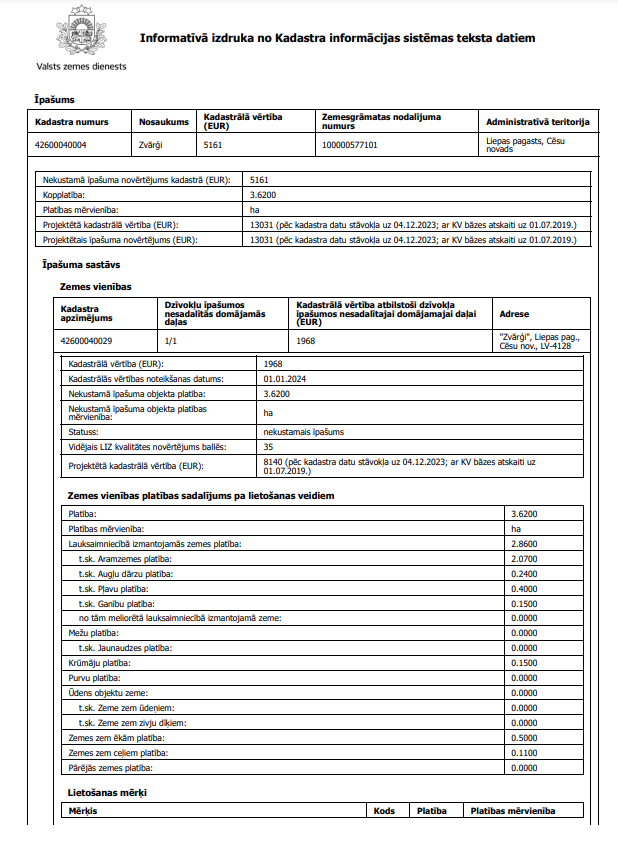 Informatīvā izdruka no Kadastra informācijas sistēmas teksta datiem
Valsts zemes dienests
Īpašums
Kadastra numurs Nosaukums Kadastrālā vērtība (EUR) Zemesgrāmatas nodalījuma numurs Administratīvā teritorija
42600040004 Zvārģi 5161 100000577101 Liepas pagasts, Cēsu novads
Nekustamā īpašuma novērtējums kadastrā (EUR): 5161
Kopplatība: 3.6200
Platības mērvienība: ha
Projektētā kadastrālā vērtība (EUR): 13031 (pēc kadastra datu stāvokļa uz 04.12.2023; ar KV bāzes atskaiti uz 01.07.2019.)
Projektētais īpašuma novērtējums (EUR): 13031 (pēc kadastra datu stāvokļa uz 04.12.2023; ar KV bāzes atskaiti uz 01.07.2019.)
Īpašuma sastāvs
Zemes vienības
Kadastra apzīmējums Dzīvokļu īpašumos nesadalītās domājamās daļas Kadastrālā vērtība atbilstoši dzīvokļa īpašumos nesadalītajai domājamajai daļai (EUR) Adrese
42600040029 1/1 1968 "Zvārģi", Liepas pag., Cēsu nov., LV-4128
Kadastrālā vērtība (EUR): 1968
Kadastrālās vērtības noteikšanas datums: 01.01.2024
Nekustamā īpašuma objekta platība: 3.6200
Nekustamā īpašuma objekta platības mērvienība: ha
Statuss: nekustamais īpašums
Vidējais LIZ kvalitātes novērtējums ballēs: 35
Projektētā kadastrālā vērtība (EUR): 8140 (pēc kadastra datu stāvokļa uz 04.12.2023; ar KV bāzes atskaiti uz 01.07.2019.)
Zemes vienības platības sadalījums pa lietošanas veidiem
Platība: 3.6200
Platības mērvienība: ha
Lauksaimniecībā izmantojamās zemes platība: 2.8600
t.sk. Aramzemes platība: 2.0700
t.sk. Augļu dārzu platība: 0.2400
t.sk. Pļavu platība: 0.4000
t.sk. Ganību platība: 0.1500
no tām meliorētā lauksaimniecībā izmantojamā zeme: 0.0000
Mežu platība: 0.0000
t.sk. Jaunaudzes platība: 0.0000
Krūmāju platība: 0.1500
Purvu platība: 0.0000
Ūdens objektu zeme: 0.0000
t.sk. Zeme zem ūdeņiem: 0.0000
t.sk. Zeme zem zivju dīķiem: 0.0000
Zemes zem ēkām platība: 0.5000
Zemes zem ceļiem platība: 0.1100
Pārējās zemes platība: 0.0000
Lietošanas mērķi
Mērķis Kods Platība Platības mērvienība